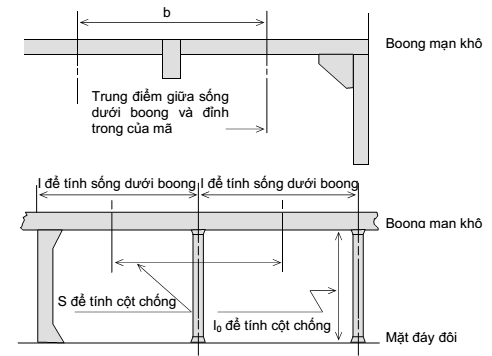 b
Boong mạn khô
Trung điểm giữa sống
dưới boong và đỉnh
trong của mã
l để tính sống dưới boong l để tính sống dưới boong
Boong mạn khô
S để tính cột chống
l₀ để tính cột chống
Mặt đáy đôi